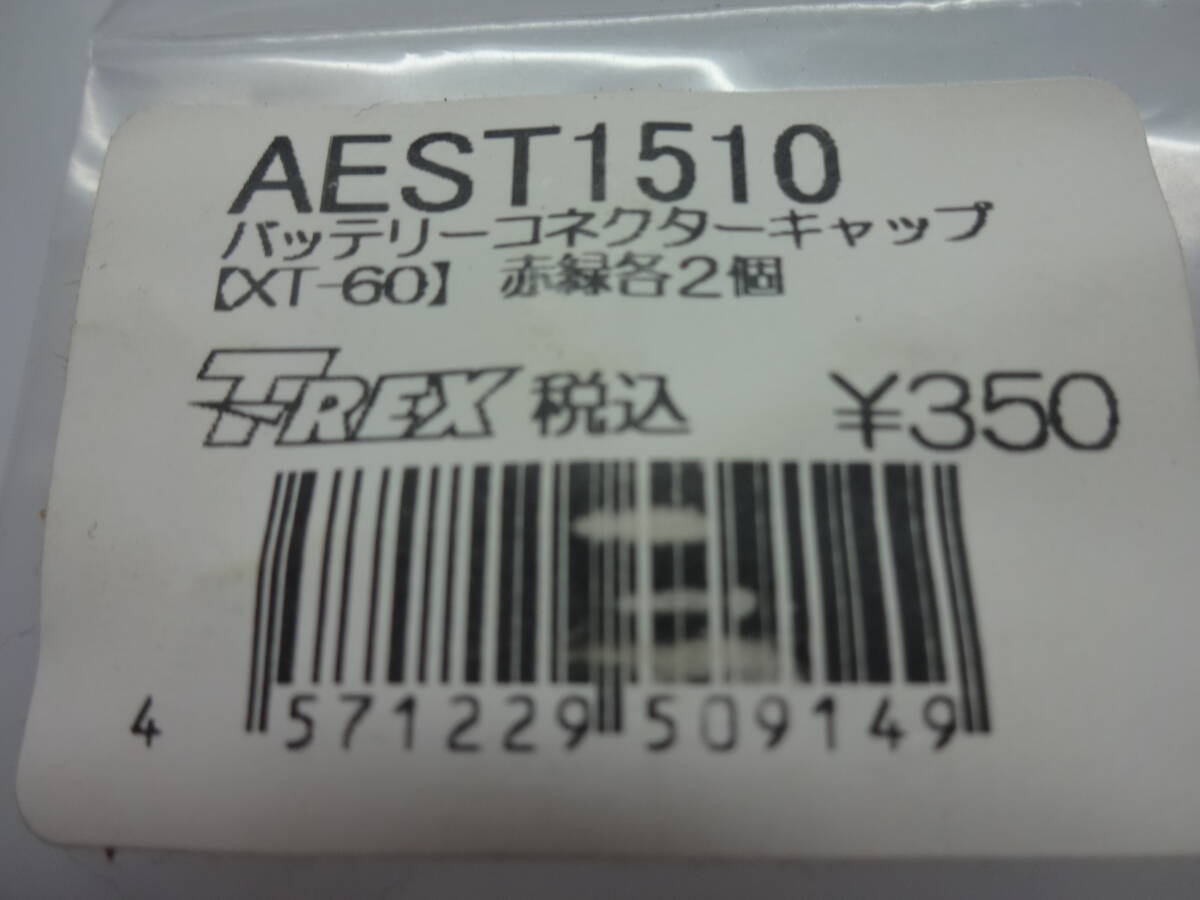 AEST1510
バッテリーコネクターキャップ
【XT-60】 赤緑各2個
T-REX 税込 ¥350
4 571229 509149